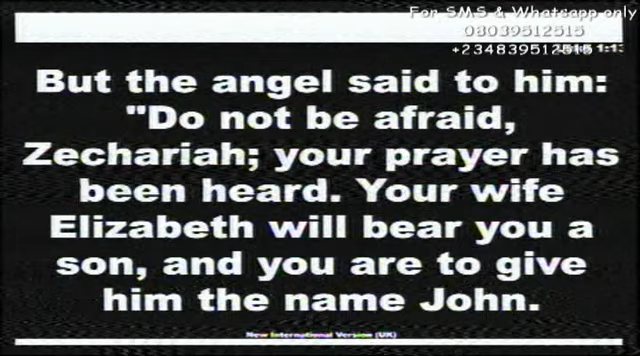 For SMS & Whatsapp only
08039512515
+234839512515
But the angel said to him:
"Do not be afraid,
Zechariah; your prayer has
been heard. Your wife
Elizabeth will bear you a
son, and you are to give
him the name John.
New International Version (UK)